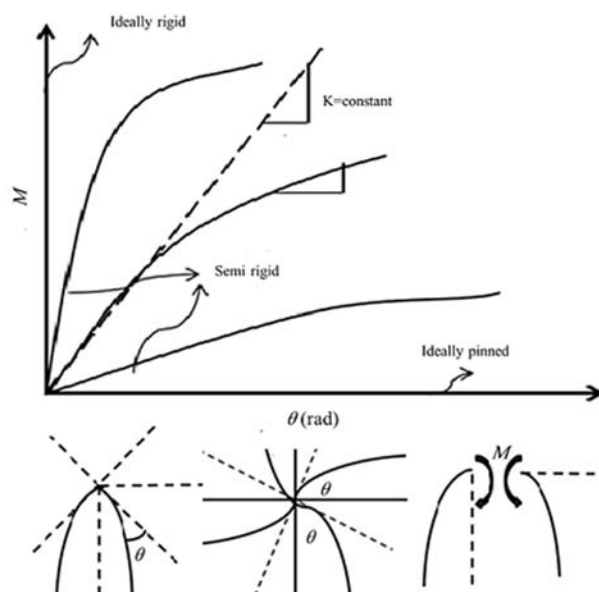 Ideally rigid
K=constant
M
Semi rigid
Ideally pinned
θ (rad)
M
θ
θ
θ